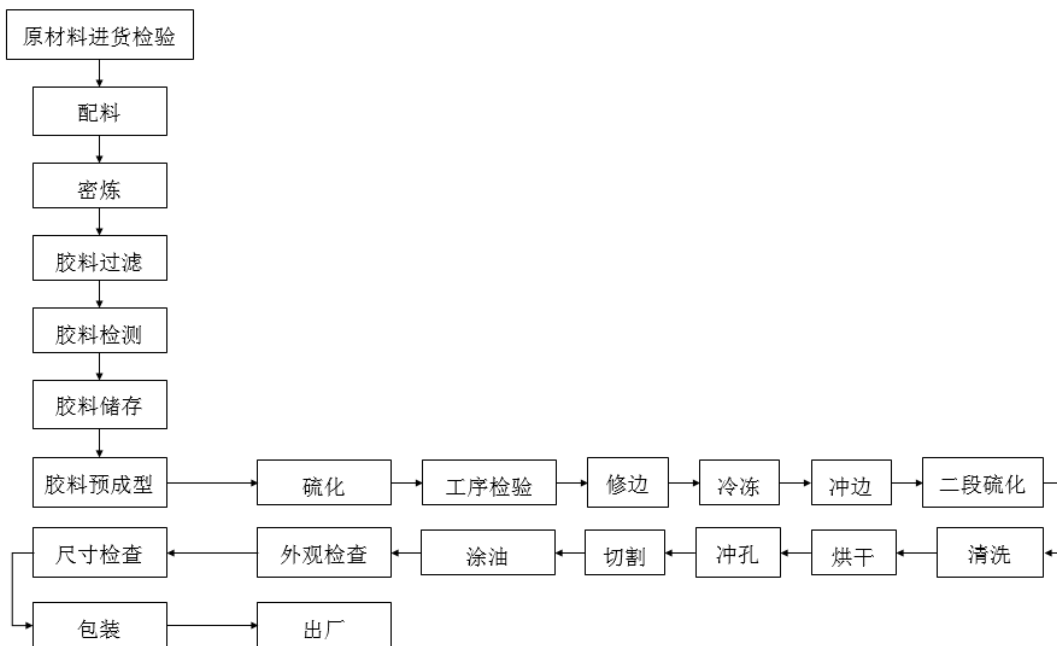 原材料进货检验
配料
密炼
胶料过滤
胶料检测
胶料储存
胶料预成型
硫化
工序检验
修边
冷冻
冲边
二段硫化
清洗
烘干
冲孔
切割
涂油
外观检查
尺寸检查
包装
出厂